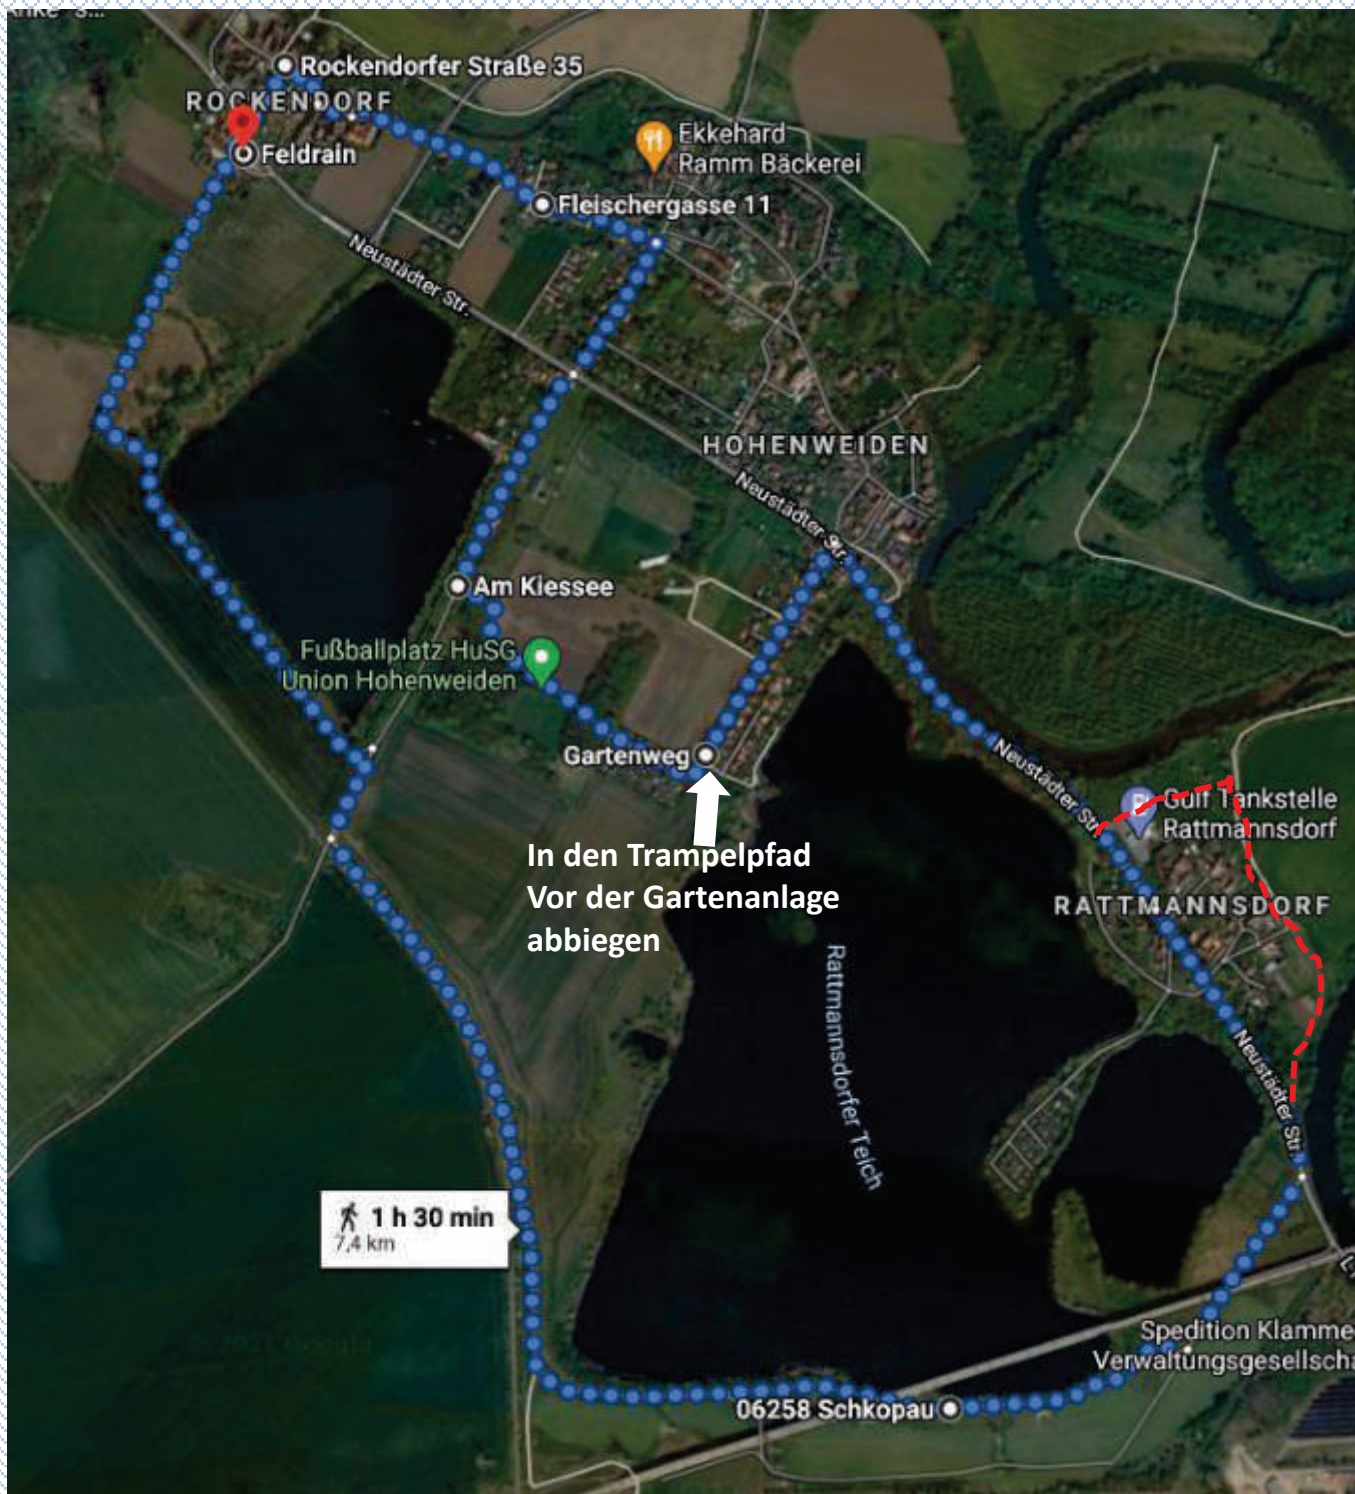 Rockendorfer Straße 35
ROCKENDORF
Feldrain
Ekkehard
Ramm Bäckerei
Fleischergasse 11
Neustädter Str.
HOHENWEIDEN
Neustädter Str.
Am Kiessee
Fußballplatz HuSG
Union Hohenweiden
Gartenweg
Neustädter Str.
Gulf Tankstelle
Rattmannsdorf
In den Trampelpfad
Vor der Gartenanlage
abbiegen
RATTMANNSDORF
Rattmannsdorfer Teich
Neustädter Str.
1 h 30 min
7,4 km
Spedition Klamme
Verwaltungsgesellscha
06258 Schkopau